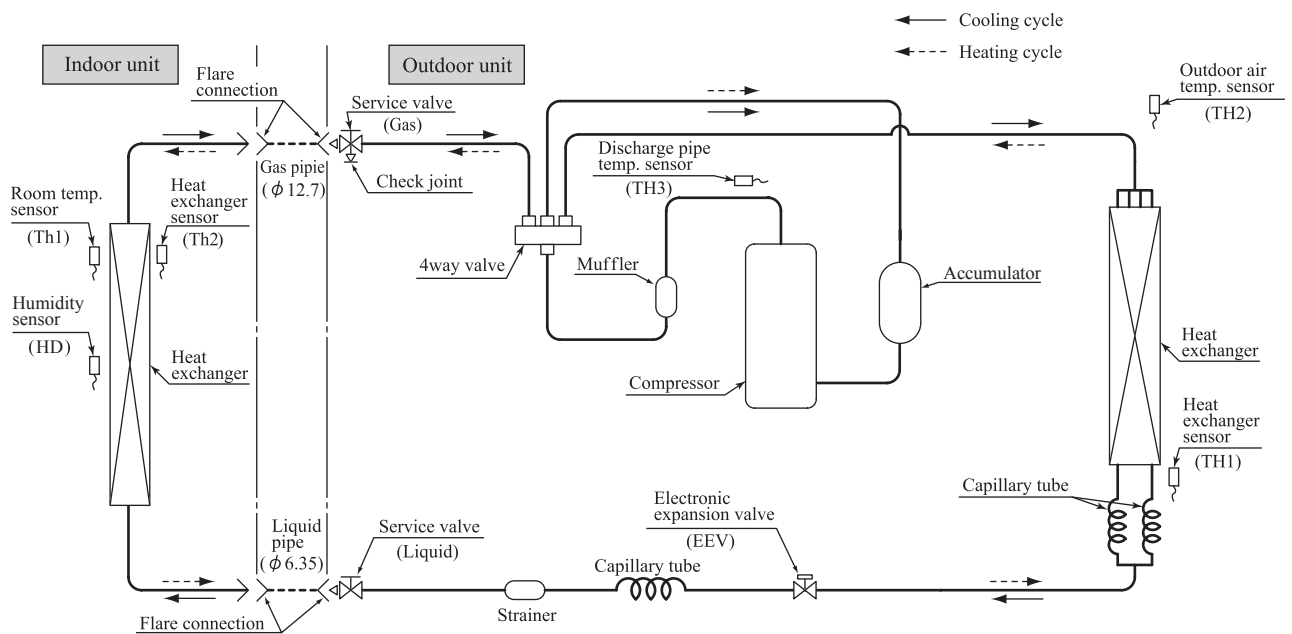 Cooling cycle
Heating cycle
Indoor unit
Outdoor unit
Flare
connection
Service valve
(Gas)
Outdoor air
temp. sensor
(TH2)
Gas pipie
(ϕ 12.7)
Check joint
Discharge pipe
temp. sensor
(TH3)
Room temp.
sensor
(Th1)
Heat
exchanger
sensor
(Th2)
4way valve
Muffler
Accumulator
Humidity
sensor
(HD)
Heat
exchanger
Compressor
Heat
exchanger
Heat
exchanger
sensor
(TH1)
Capillary tube
Liquid
pipe
(ϕ 6.35)
Service valve
(Liquid)
Electronic
expansion valve
(EEV)
Capillary tube
Strainer
Flare connection